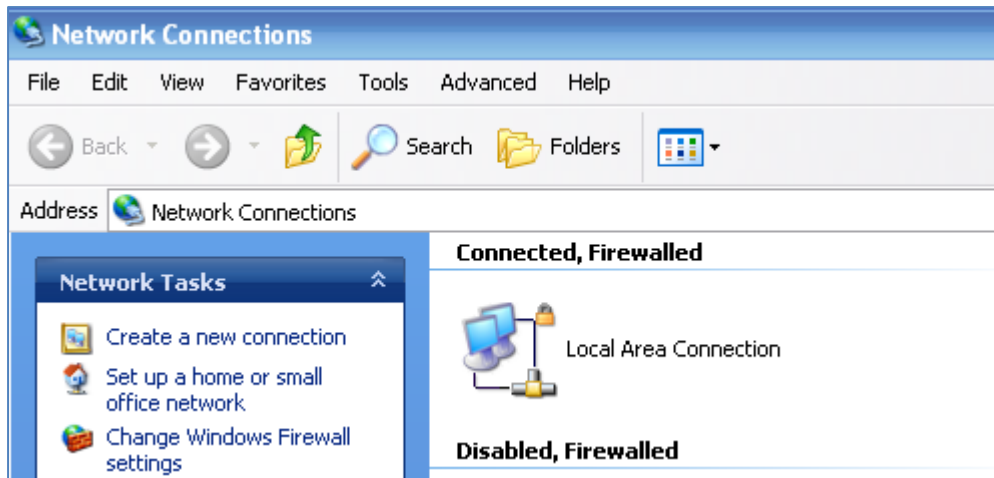 Network Connections
File Edit View Favorites Tools Advanced Help
Back Search Folders
Address Network Connections
Network Tasks
Create a new connection
Set up a home or small
office network
Change Windows Firewall
settings
Connected, Firewalled
Local Area Connection
Disabled, Firewalled